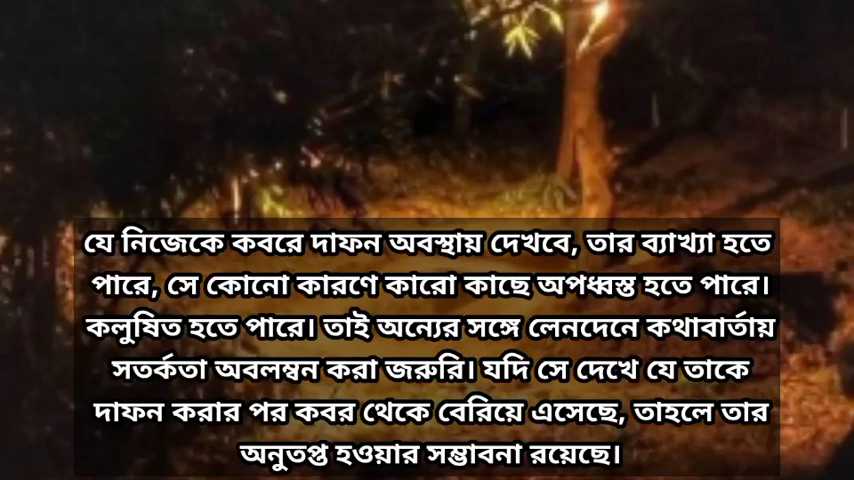 যে নিজেকে কবরে দাফন অবস্থায় দেখবে, তার ব্যাখ্যা হতে
পারে, সে কোনো কারণে কারো কাছে অপধ্বস্ত হতে পারে।
কলুষিত হতে পারে। তাই অন্যের সঙ্গে লেনদেনে কথাবার্তায়
সতর্কতা অবলম্বন করা জরুরি। যদি সে দেখে যে তাকে
দাফন করার পর কবর থেকে বেরিয়ে এসেছে, তাহলে তার
অনুতপ্ত হওয়ার সম্ভাবনা রয়েছে।